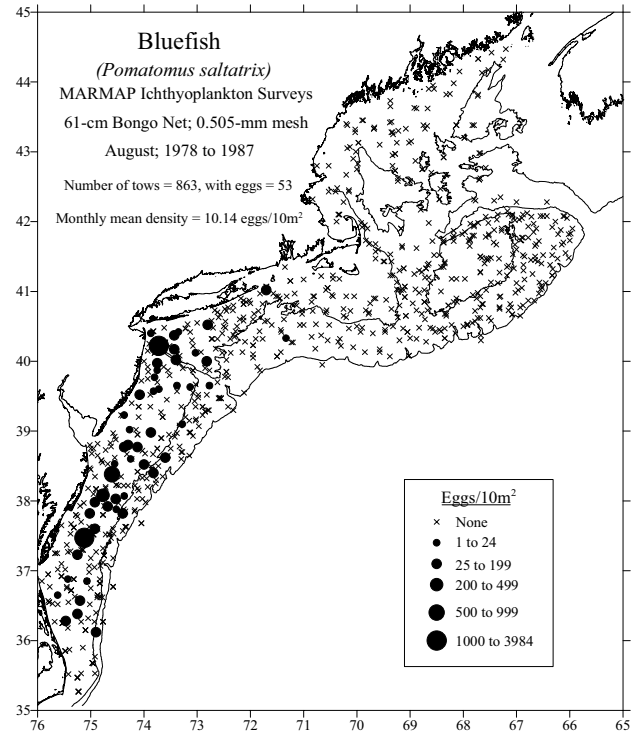 Bluefish
(Pomatomus saltatrix)
MARMAP Ichthyoplankton Surveys
61-cm Bongo Net; 0.505-mm mesh
August; 1978 to 1987
Number of tows = 863, with eggs = 53
Monthly mean density = 10.14 eggs/10m²
45
44
43
42
41
40
39
38
37
36
35
Eggs/10m²
None
1 to 24
25 to 199
200 to 499
500 to 999
1000 to 3984
76 75 74 73 72 71 70 69 68 67 66 65